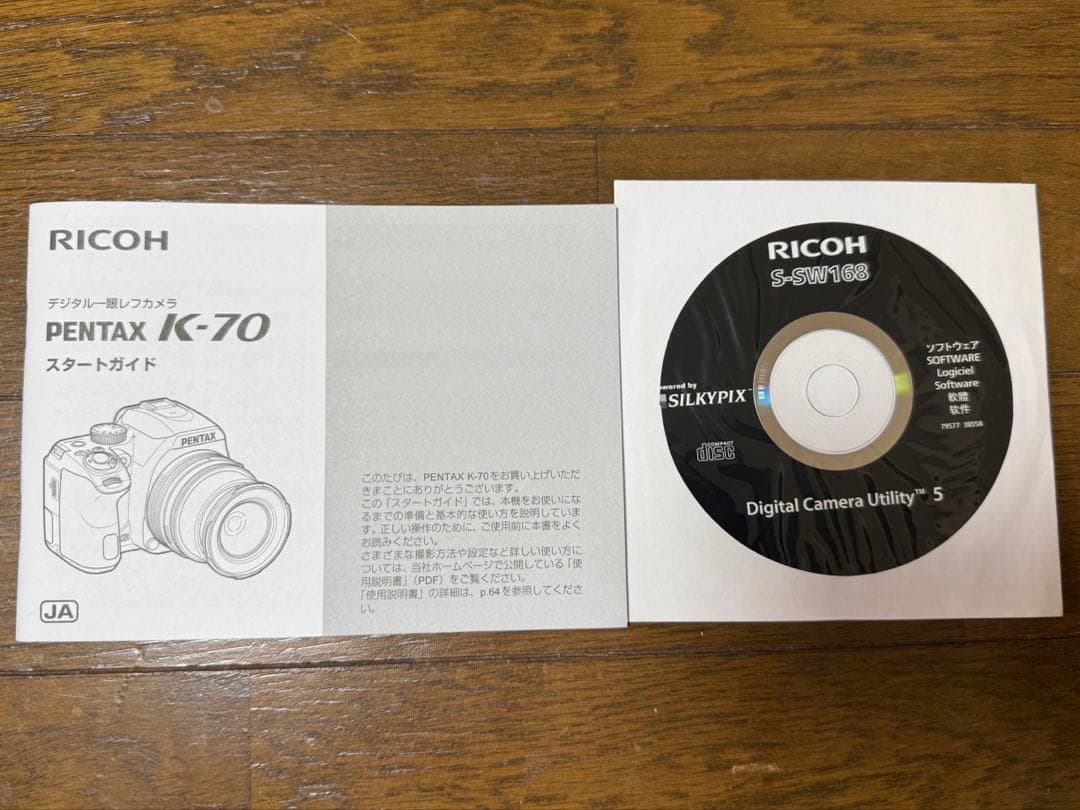 RICOH
デジタル一眼レフカメラ
PENTAX K-70
スタートガイド
PENTAX
JA
このたびは、PENTAX K-70をお買い上げいただ
きまことにありがとうございます。
この「スタートガイド」では、本機をお使いにな
るまでの準備と基本的な使い方を説明していま
す。正しい操作のために、ご使用前に本書をよく
お読みください。
さまざまな撮影方法や設定など詳しい使い方に
ついては、当社ホームページで公開している「使
用説明書」（PDF）をご覧ください。
「使用説明書」の詳細は、p.64を参照してくださ
い。
RICOH
S-SW168
ソフトウェア
SOFTWARE
Logiciel
Software
軟體
软件
79577 38558
by
SILKYPIX™
COMPACT
disc
Digital Camera Utility™ 5